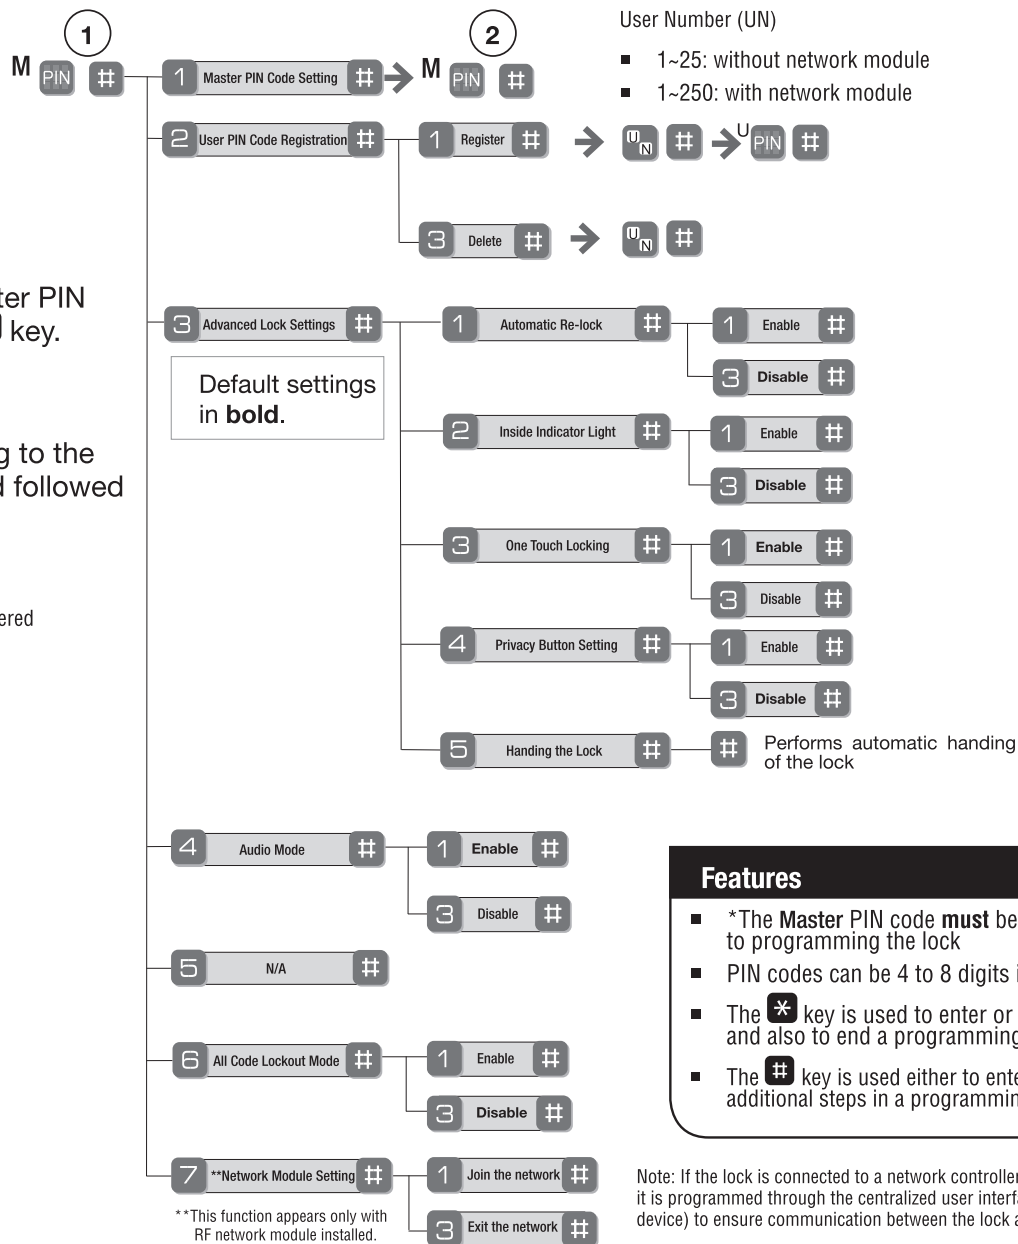 1
2
User Number (UN)
■ 1~25: without network module
■ 1~250: with network module
M PIN # 1 Master PIN Code Setting # → M PIN #
2 User PIN Code Registration # 1 Register # → UN # → U PIN #
3 Delete # → UN #
ter PIN
key.
3 Advanced Lock Settings # 1 Automatic Re-lock # 1 Enable #
3 Disable #
Default settings
in bold.
2 Inside Indicator Light # 1 Enable #
3 Disable #
g to the
d followed
3 One Touch Locking # 1 Enable #
3 Disable #
ered
4 Privacy Button Setting # 1 Enable #
3 Disable #
5 Handing the Lock # # Performs automatic handing
of the lock
4 Audio Mode # 1 Enable #
3 Disable #
5 N/A #
6 All Code Lockout Mode # 1 Enable #
3 Disable #
7 **Network Module Setting # 1 Join the network #
3 Exit the network #
**This function appears only with
RF network module installed.
Features
■ *The Master PIN code must be
to programming the lock
■ PIN codes can be 4 to 8 digits
■ The * key is used to enter or
and also to end a programming
■ The # key is used either to
additional steps in a
Note: If the lock is connected to a network controller
it is programmed through the centralized user
device) to ensure communication between the lock